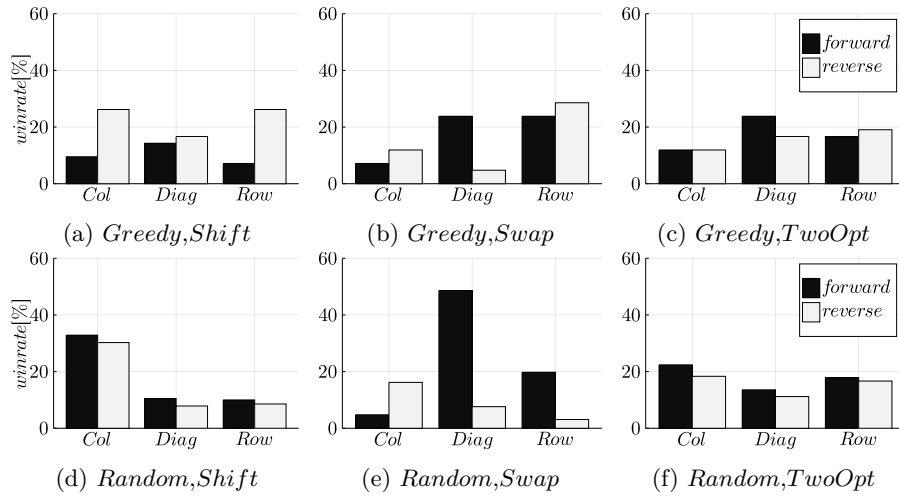 60
40
20
0
winrate[%]
Col Diag Row
(a) Greedy,Shift
60
40
20
0
Col Diag Row
(b) Greedy,Swap
60
40
20
0
forward
reverse
Col Diag Row
(c) Greedy,TwoOpt
60
40
20
0
winrate[%]
Col Diag Row
(d) Random,Shift
60
40
20
0
Col Diag Row
(e) Random,Swap
60
40
20
0
forward
reverse
Col Diag Row
(f) Random,TwoOpt